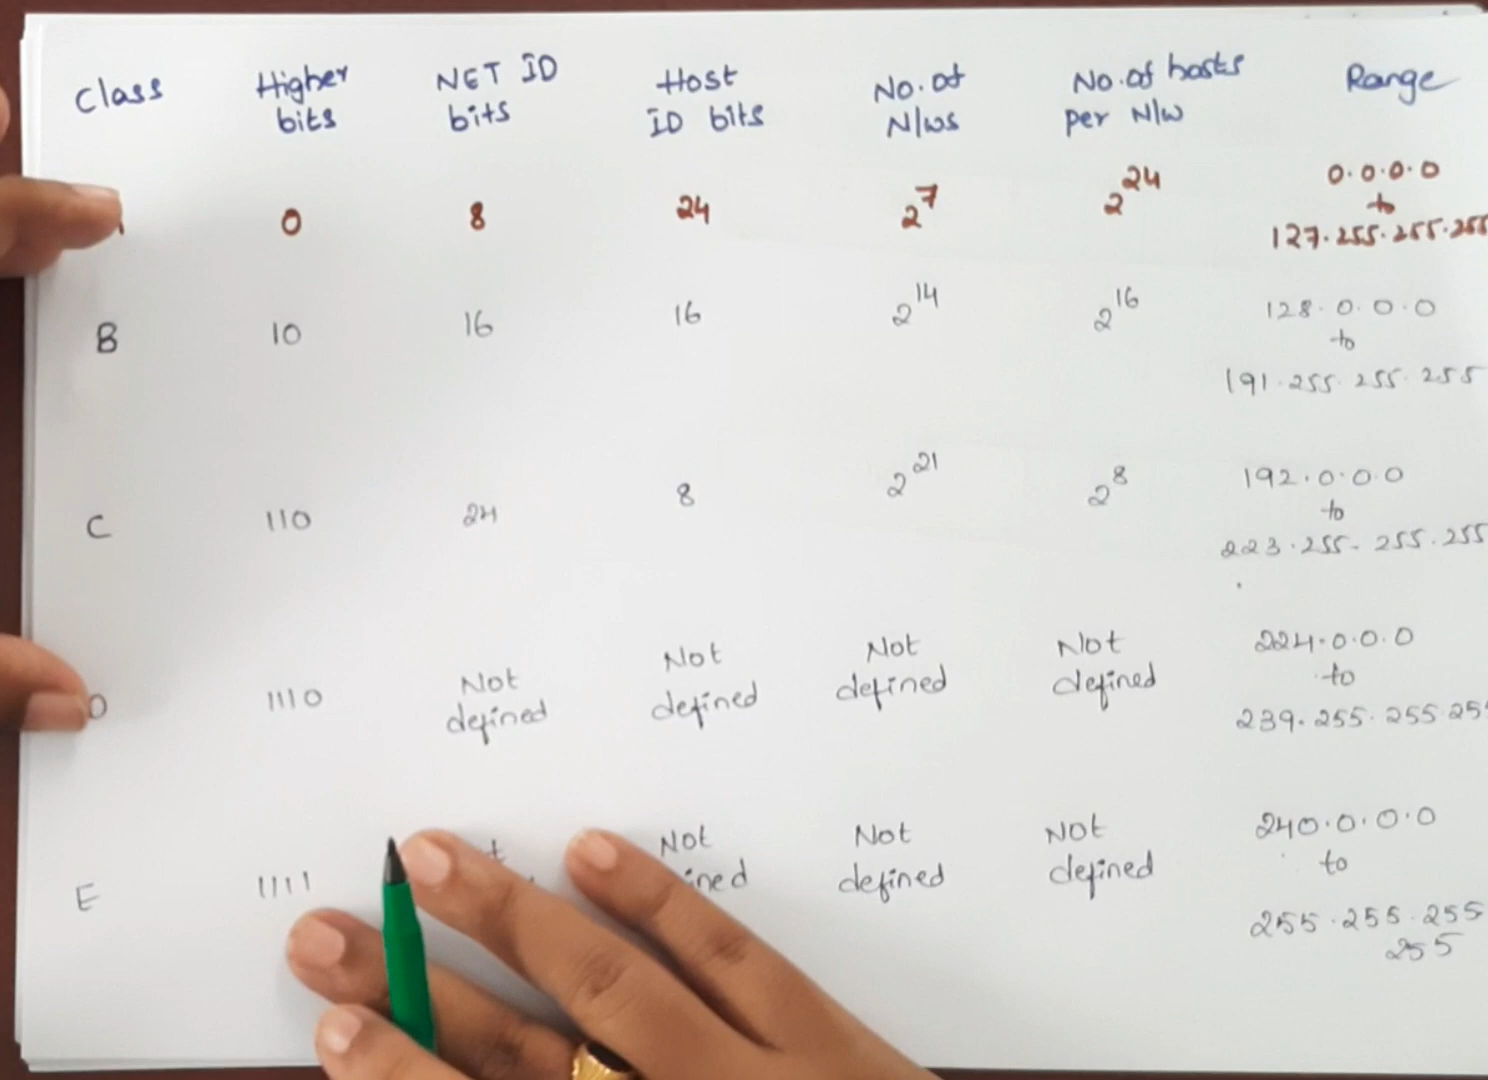 Class Higher bits NET ID bits Host ID bits No. of N/ws No. of hosts per N/w Range
0 8 24 2^7 2^24 0.0.0.0 to 127.255.255.255
B 10 16 16 2^14 2^16 128.0.0.0 to 191.255.255.255
C 110 24 8 2^21 2^8 192.0.0.0 to 223.255.255.255
D 1110 Not defined Not defined Not defined Not defined 224.0.0.0 to 239.255.255.255
E 1111 Not Not defined Not defined 240.0.0.0 to 255.255.255 255